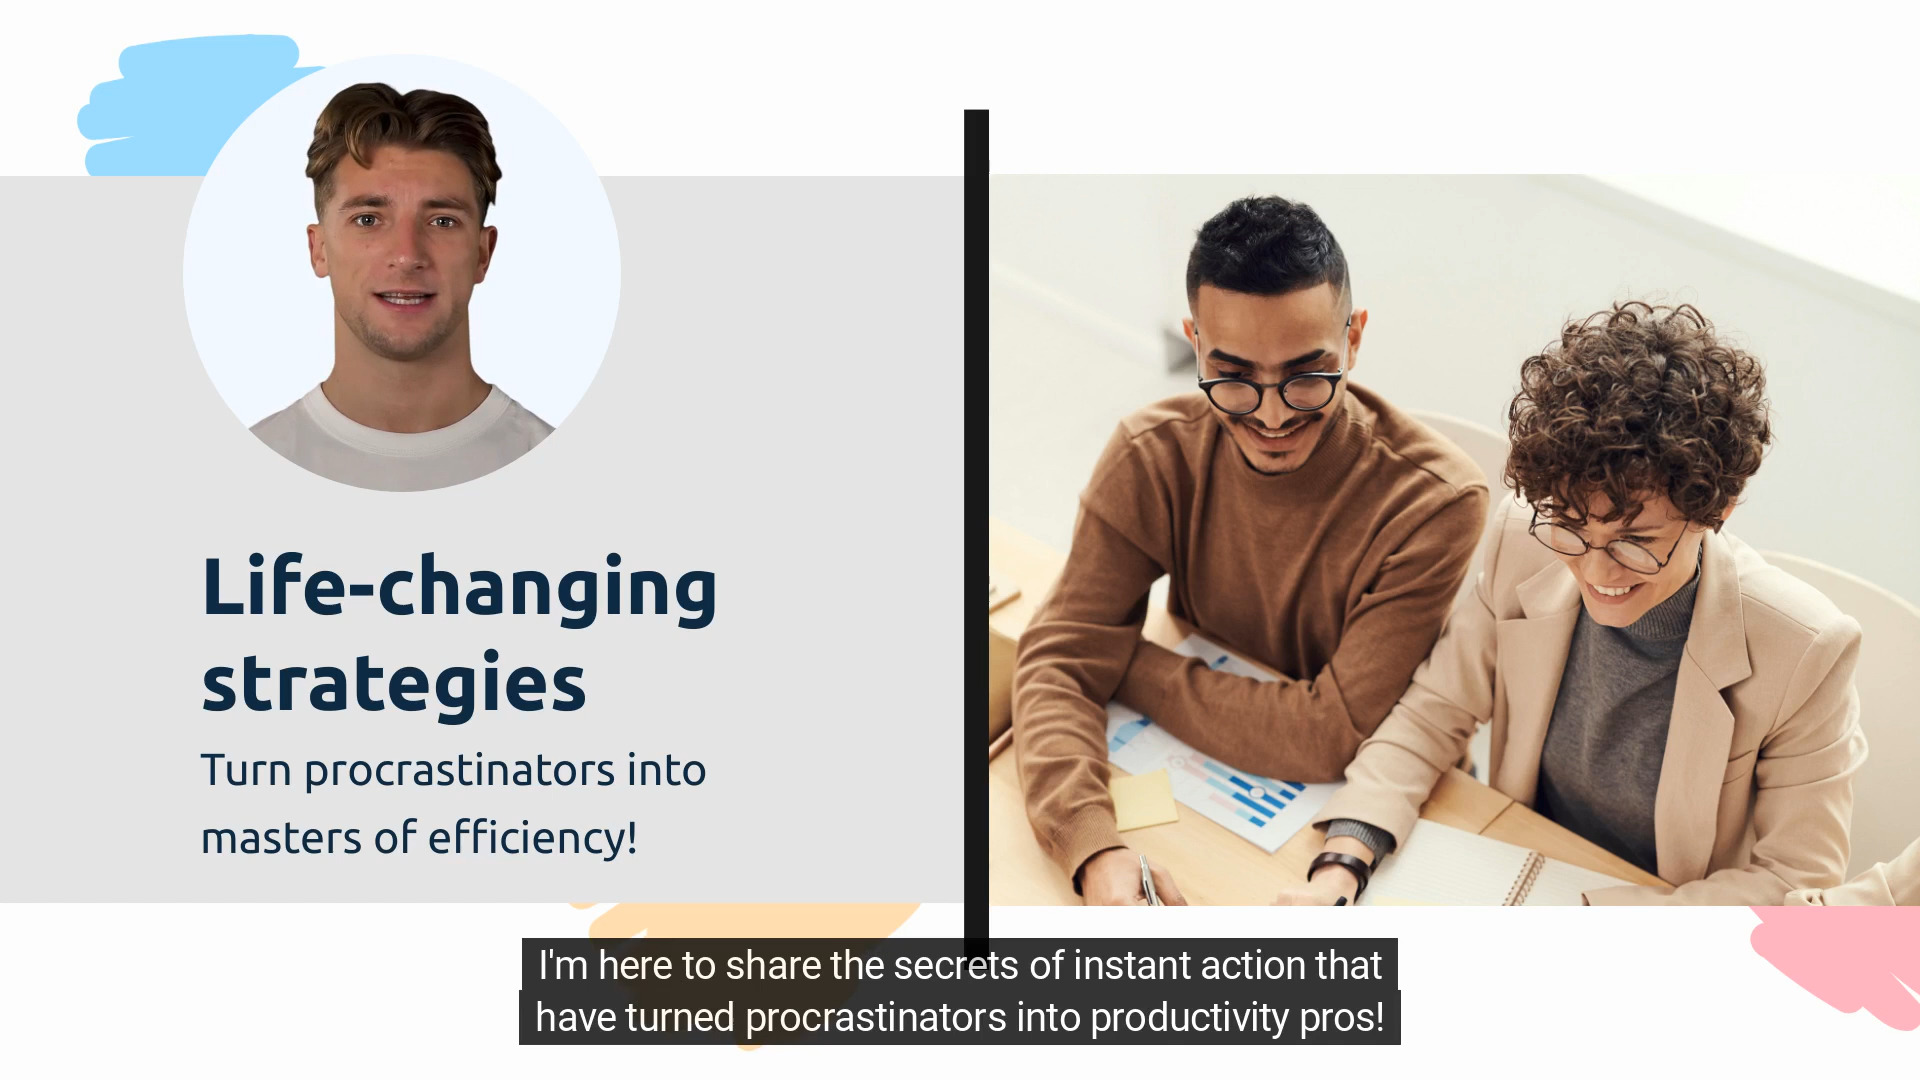 Life-changing
strategies
Turn procrastinators into
masters of efficiency!
I'm here to share the secrets of instant action that
have turned procrastinators into productivity pros!